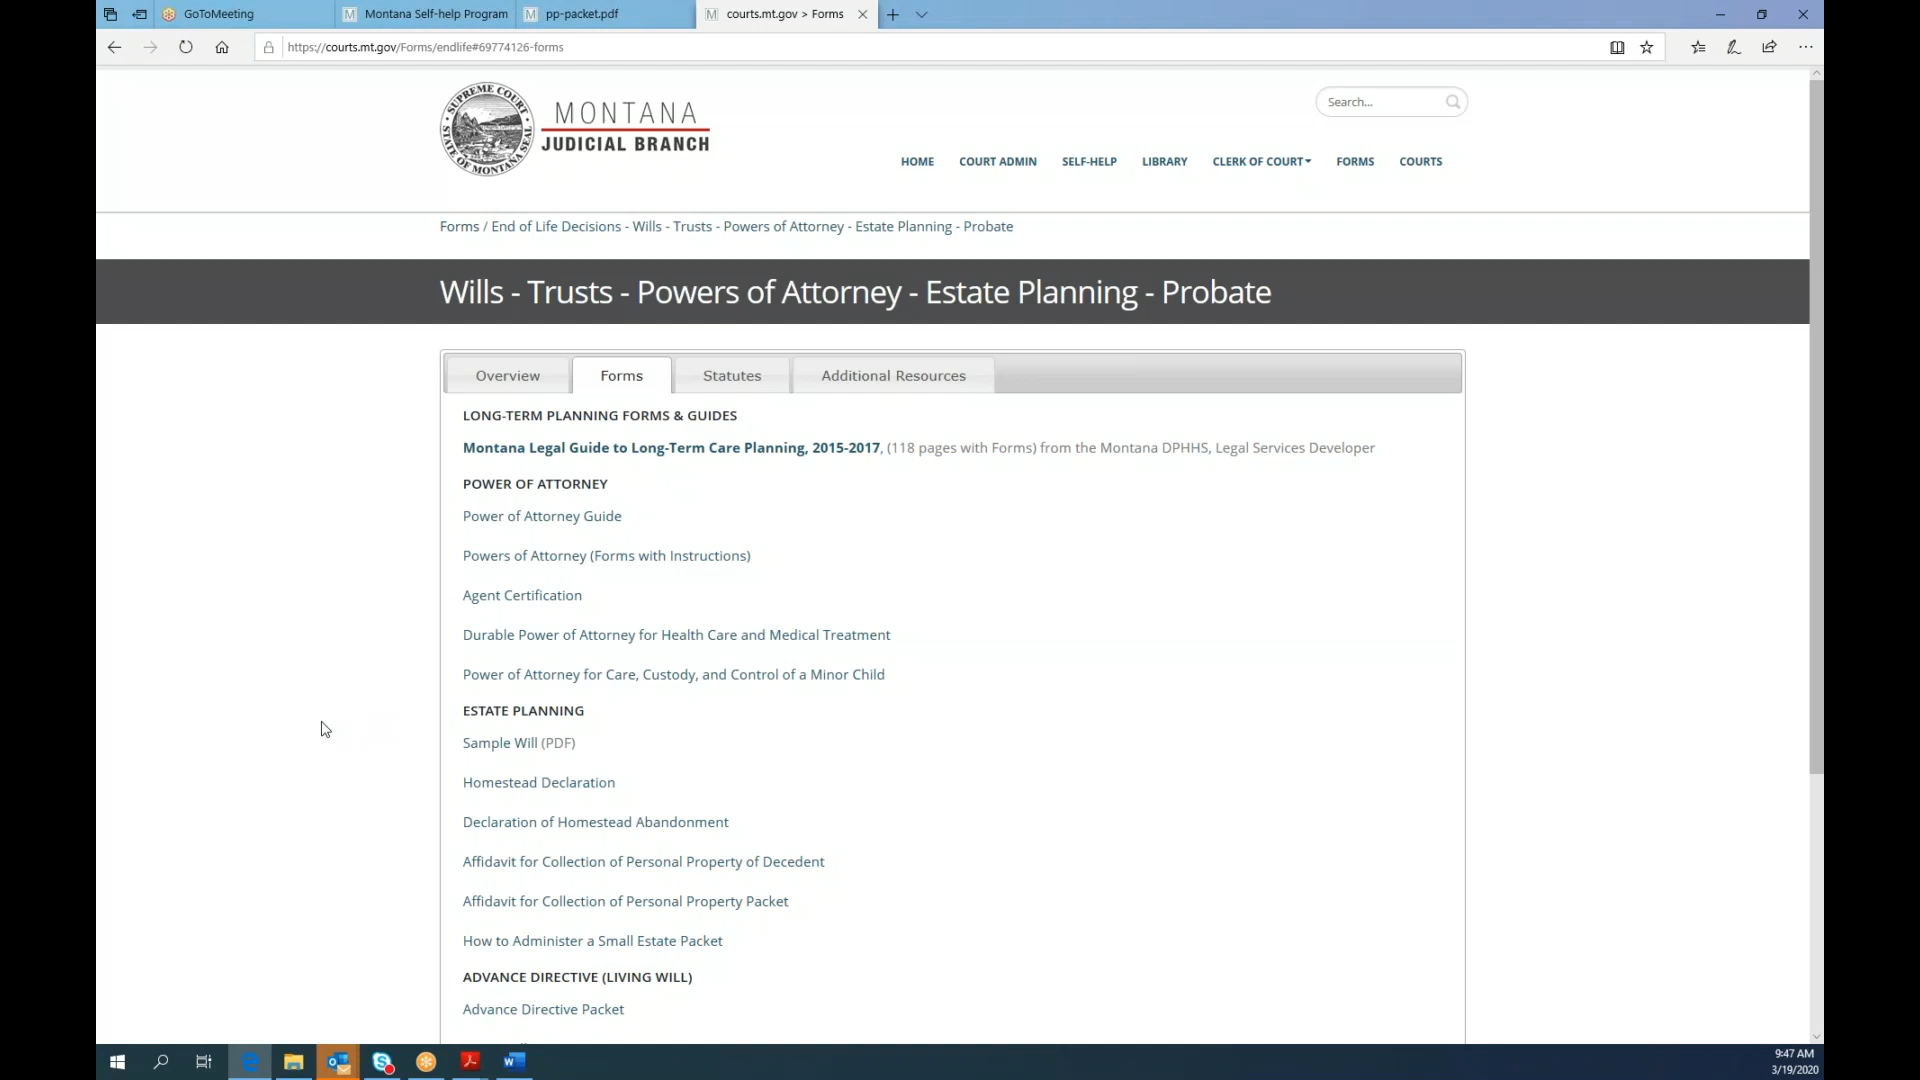 GoToMeeting
Montana Self-help Program
pp-packet.pdf
courts.mt.gov > Forms
https://courts.mt.gov/Forms/endlife#69774126-forms
SUPREME COURT
STATE OF MONTANA SEAL
MONTANA
JUDICIAL BRANCH
Search...
HOME COURT ADMIN SELF-HELP LIBRARY CLERK OF COURT FORMS COURTS
Forms / End of Life Decisions - Wills - Trusts - Powers of Attorney - Estate Planning - Probate
Wills - Trusts - Powers of Attorney - Estate Planning - Probate
Overview Forms Statutes Additional Resources
LONG-TERM PLANNING FORMS & GUIDES
Montana Legal Guide to Long-Term Care Planning, 2015-2017, (118 pages with Forms) from the Montana DPHHS, Legal Services Developer
POWER OF ATTORNEY
Power of Attorney Guide
Powers of Attorney (Forms with Instructions)
Agent Certification
Durable Power of Attorney for Health Care and Medical Treatment
Power of Attorney for Care, Custody, and Control of a Minor Child
ESTATE PLANNING
Sample Will (PDF)
Homestead Declaration
Declaration of Homestead Abandonment
Affidavit for Collection of Personal Property of Decedent
Affidavit for Collection of Personal Property Packet
How to Administer a Small Estate Packet
ADVANCE DIRECTIVE (LIVING WILL)
Advance Directive Packet
9:47 AM
3/19/2020